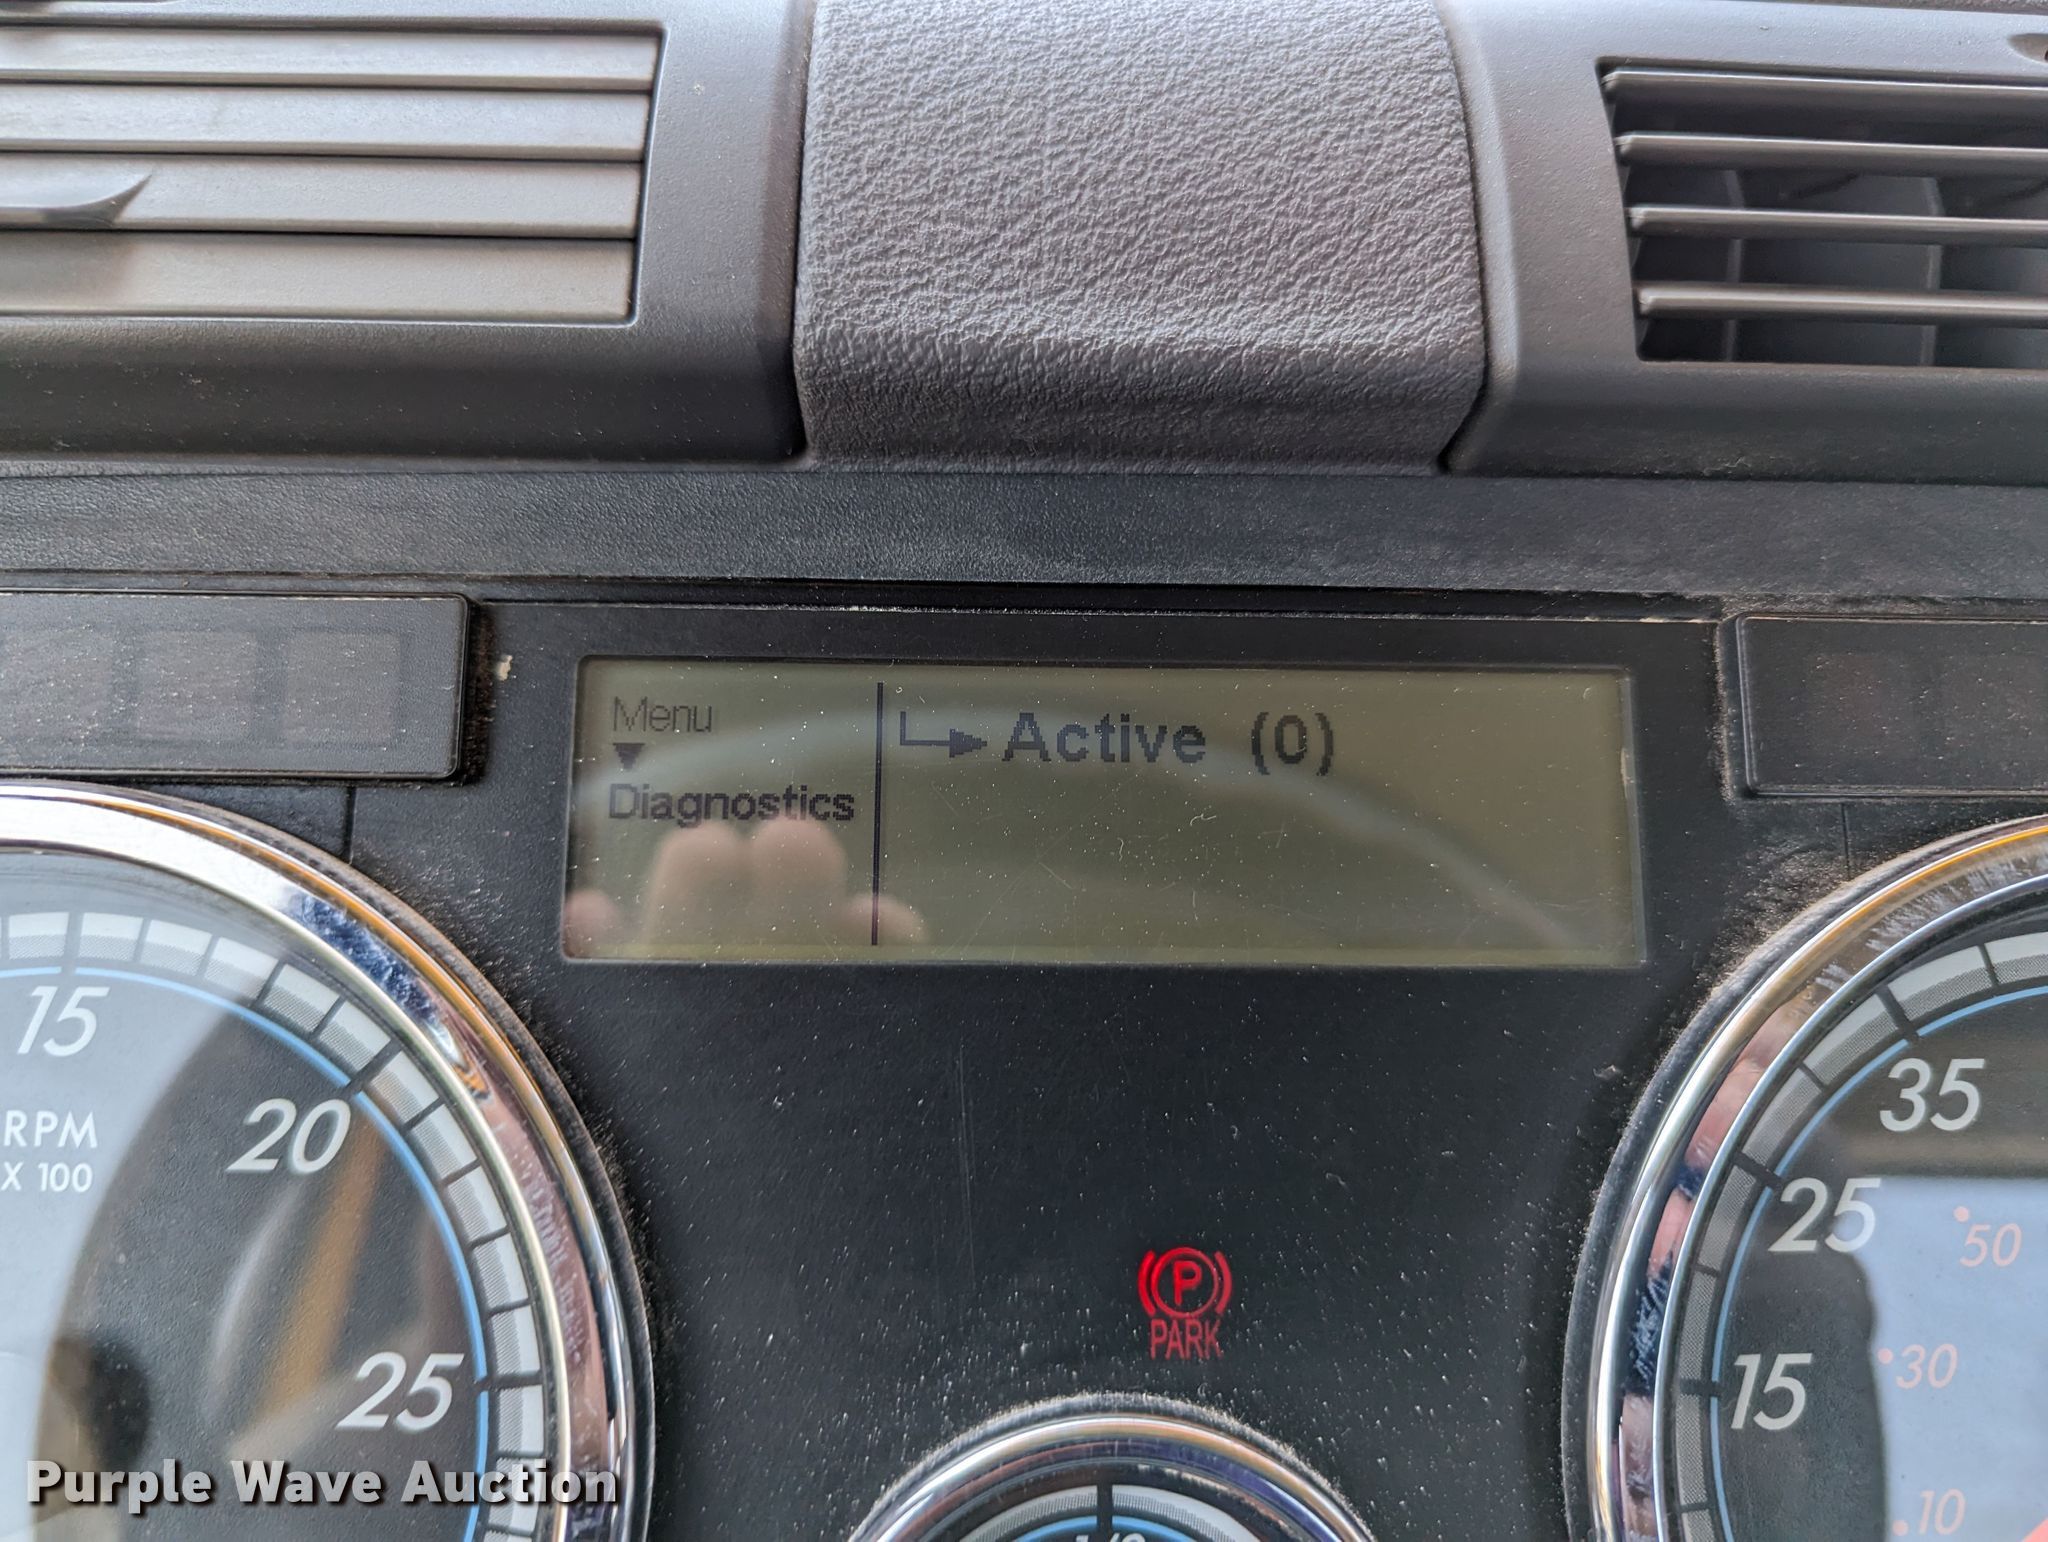 Menu
Active (0)
Diagnostics
15
20
25
RPM
X 100
35
25
15
50
30
10
P
PARK
Purple Wave Auction